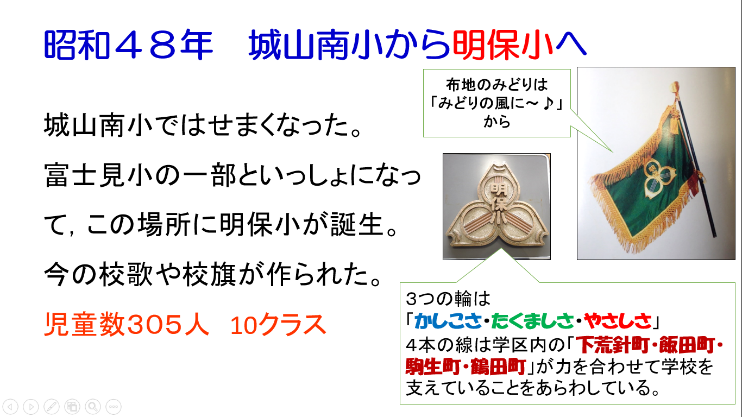 昭和４８年　城山南小から明保小へ
布地のみどりは
「みどりの風に～♪」
から
城山南小ではせまくなった。
富士見小の一部といっしょになっ
て，この場所に明保小が誕生。
今の校歌や校旗が作られた。
児童数３０５人　10クラス
明
保
３つの輪は
「かしこさ・たくましさ・やさしさ」
４本の線は学区内の「下荒針町・飯田町・
駒生町・鶴田町」が力を合わせて学校を
支えていることをあらわしている。